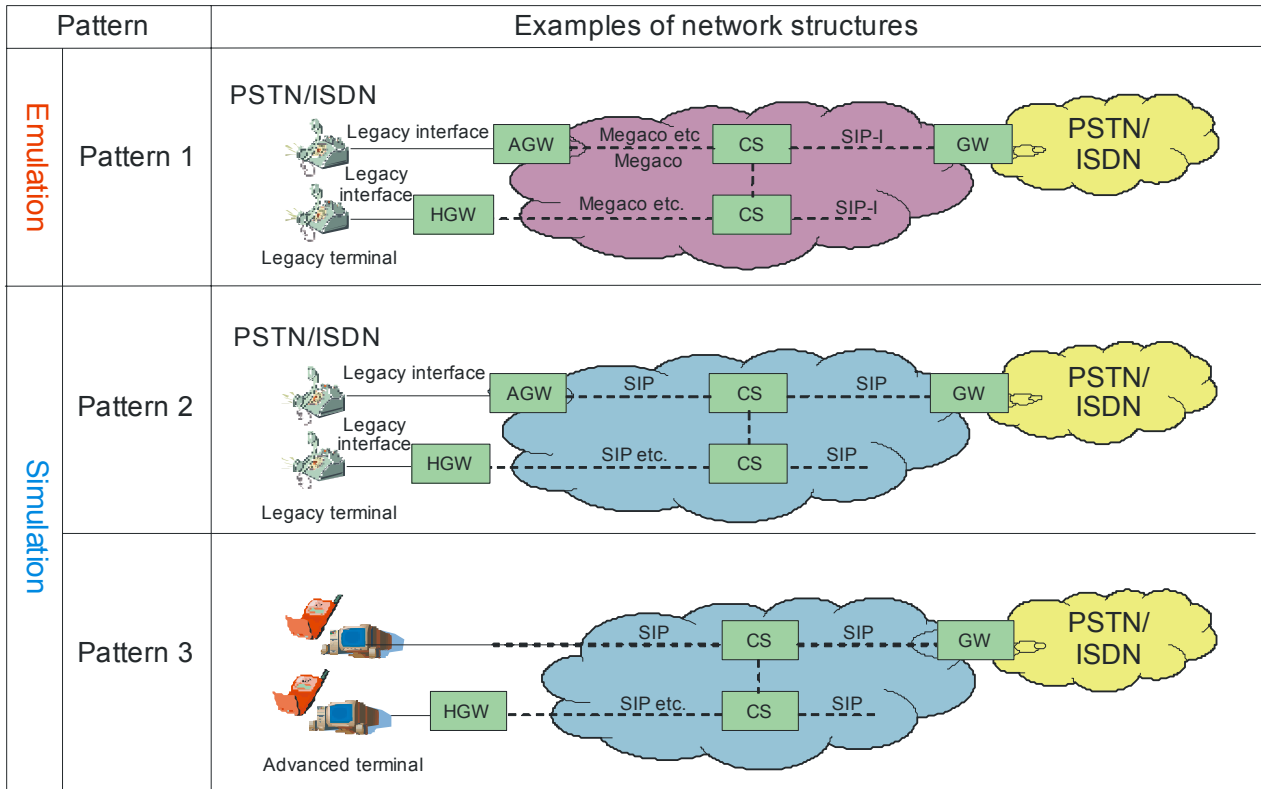 Pattern
Examples of network structures
Emulation
Pattern 1
PSTN/ISDN
Legacy interface
AGW
Megaco etc
Megaco
CS
SIP-I
GW
PSTN/
ISDN
Legacy
interface
HGW
Megaco etc.
CS
SIP-I
Legacy terminal
Simulation
Pattern 2
PSTN/ISDN
Legacy interface
AGW
SIP
CS
SIP
GW
PSTN/
ISDN
Legacy
interface
HGW
SIP etc.
CS
SIP
Legacy terminal
Pattern 3
SIP
CS
SIP
GW
PSTN/
ISDN
HGW
SIP etc.
CS
SIP
Advanced terminal